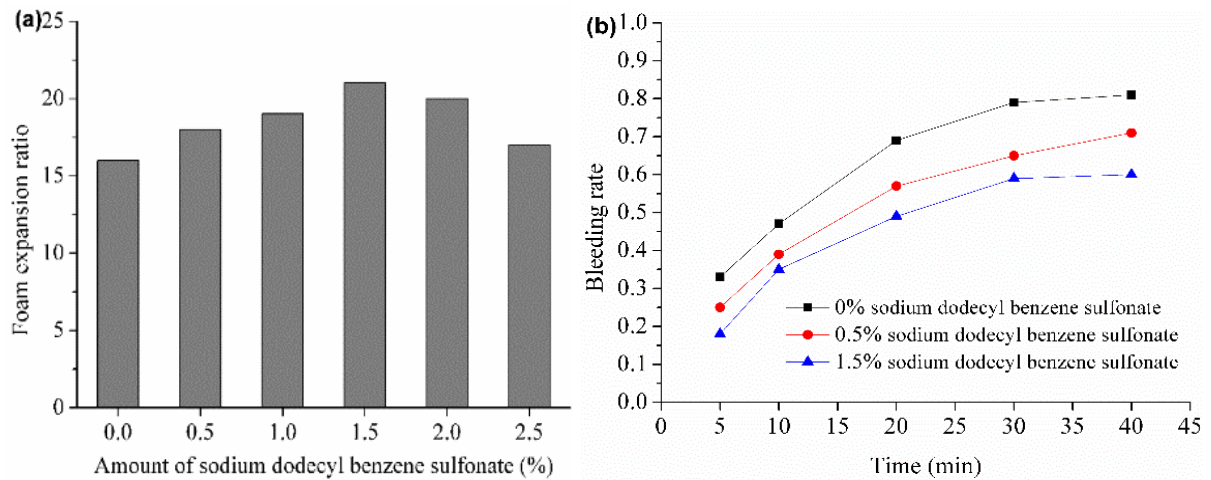 (a)
25
20
15
10
5
0
Foam expansion ratio
0.0 0.5 1.0 1.5 2.0 2.5
Amount of sodium dodecyl benzene sulfonate (%)
(b)
1.0
0.9
0.8
0.7
0.6
0.5
0.4
0.3
0.2
0.1
0.0
Bleeding rate
0% sodium dodecyl benzene sulfonate
0.5% sodium dodecyl benzene sulfonate
1.5% sodium dodecyl benzene sulfonate
0 5 10 15 20 25 30 35 40 45
Time (min)